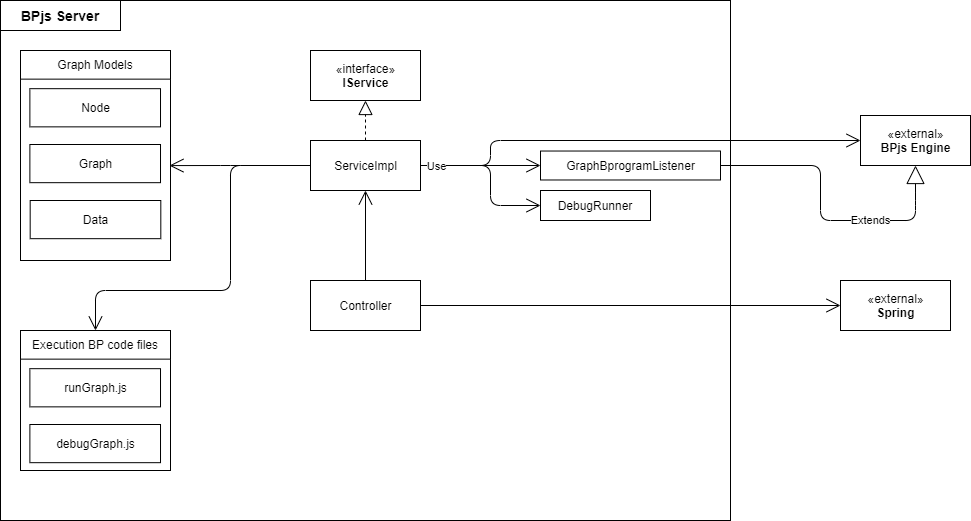 BPjs Server
Graph Models
Node
Graph
Data
«interface»
IService
ServiceImpl
Use
GraphBprogramListener
DebugRunner
«external»
BPjs Engine
Extends
Controller
«external»
Spring
Execution BP code files
runGraph.js
debugGraph.js